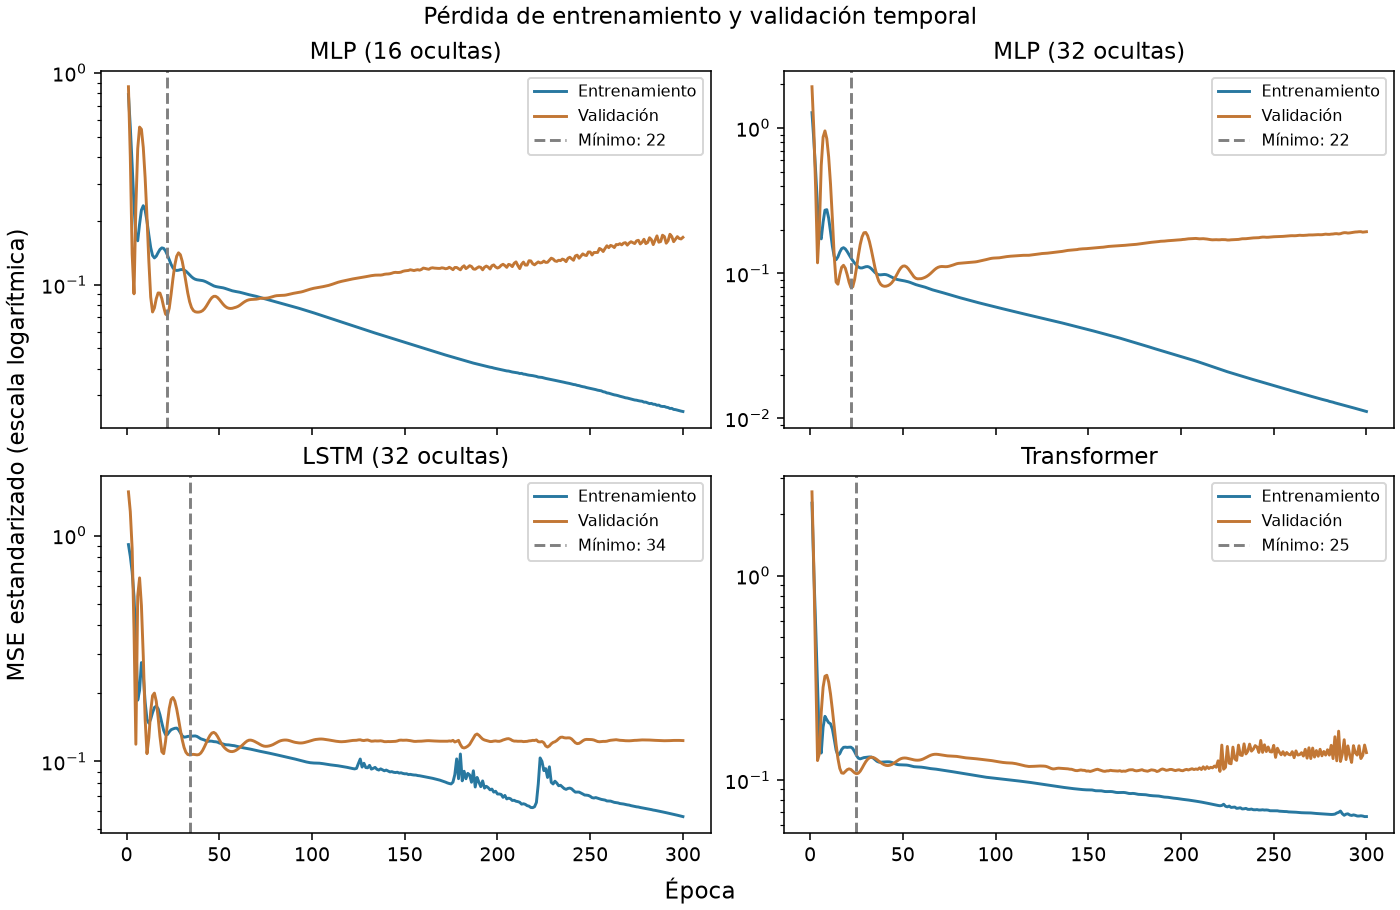 Pérdida de entrenamiento y validación temporal
MLP (16 ocultas)
10⁰
10⁻¹
Entrenamiento
Validación
Mínimo: 22
MLP (32 ocultas)
10⁰
10⁻¹
10⁻²
Entrenamiento
Validación
Mínimo: 22
MSE estandarizado (escala logarítmica)
LSTM (32 ocultas)
10⁰
10⁻¹
Entrenamiento
Validación
Mínimo: 34
0 50 100 150 200 250 300
Transformer
10⁰
10⁻¹
Entrenamiento
Validación
Mínimo: 25
0 50 100 150 200 250 300
Época